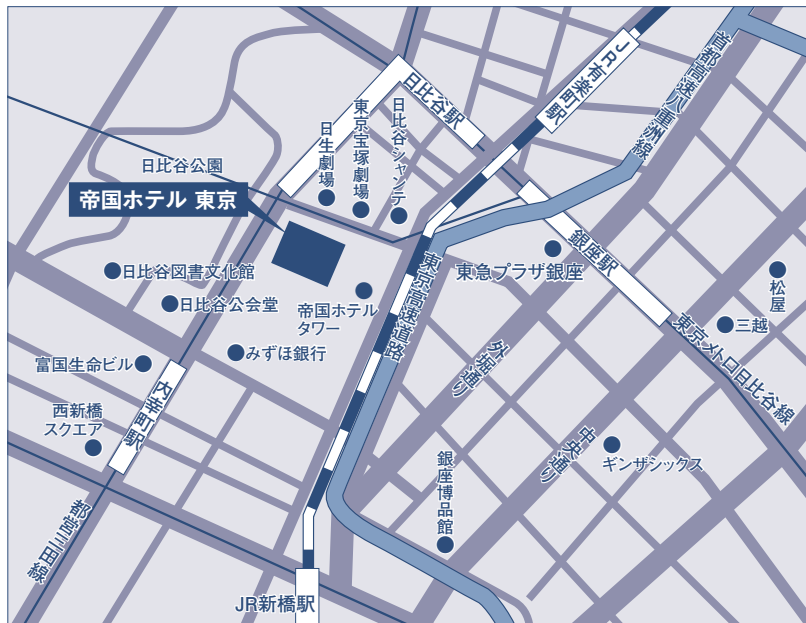 JR有楽町駅
首都高速八重洲線
日比谷駅
日比谷シャンテ
東京宝塚劇場
日生劇場
日比谷公園
帝国ホテル 東京
銀座駅
東急プラザ銀座
松屋
日比谷図書文化館
日比谷公会堂
帝国ホテル
タワー
東京高速道路
三越
みずほ銀行
外堀通り
東京メトロ日比谷線
富国生命ビル
内幸町駅
西新橋
スクエア
中央通り
ギンザシックス
銀座博品館
都営三田線
JR新橋駅